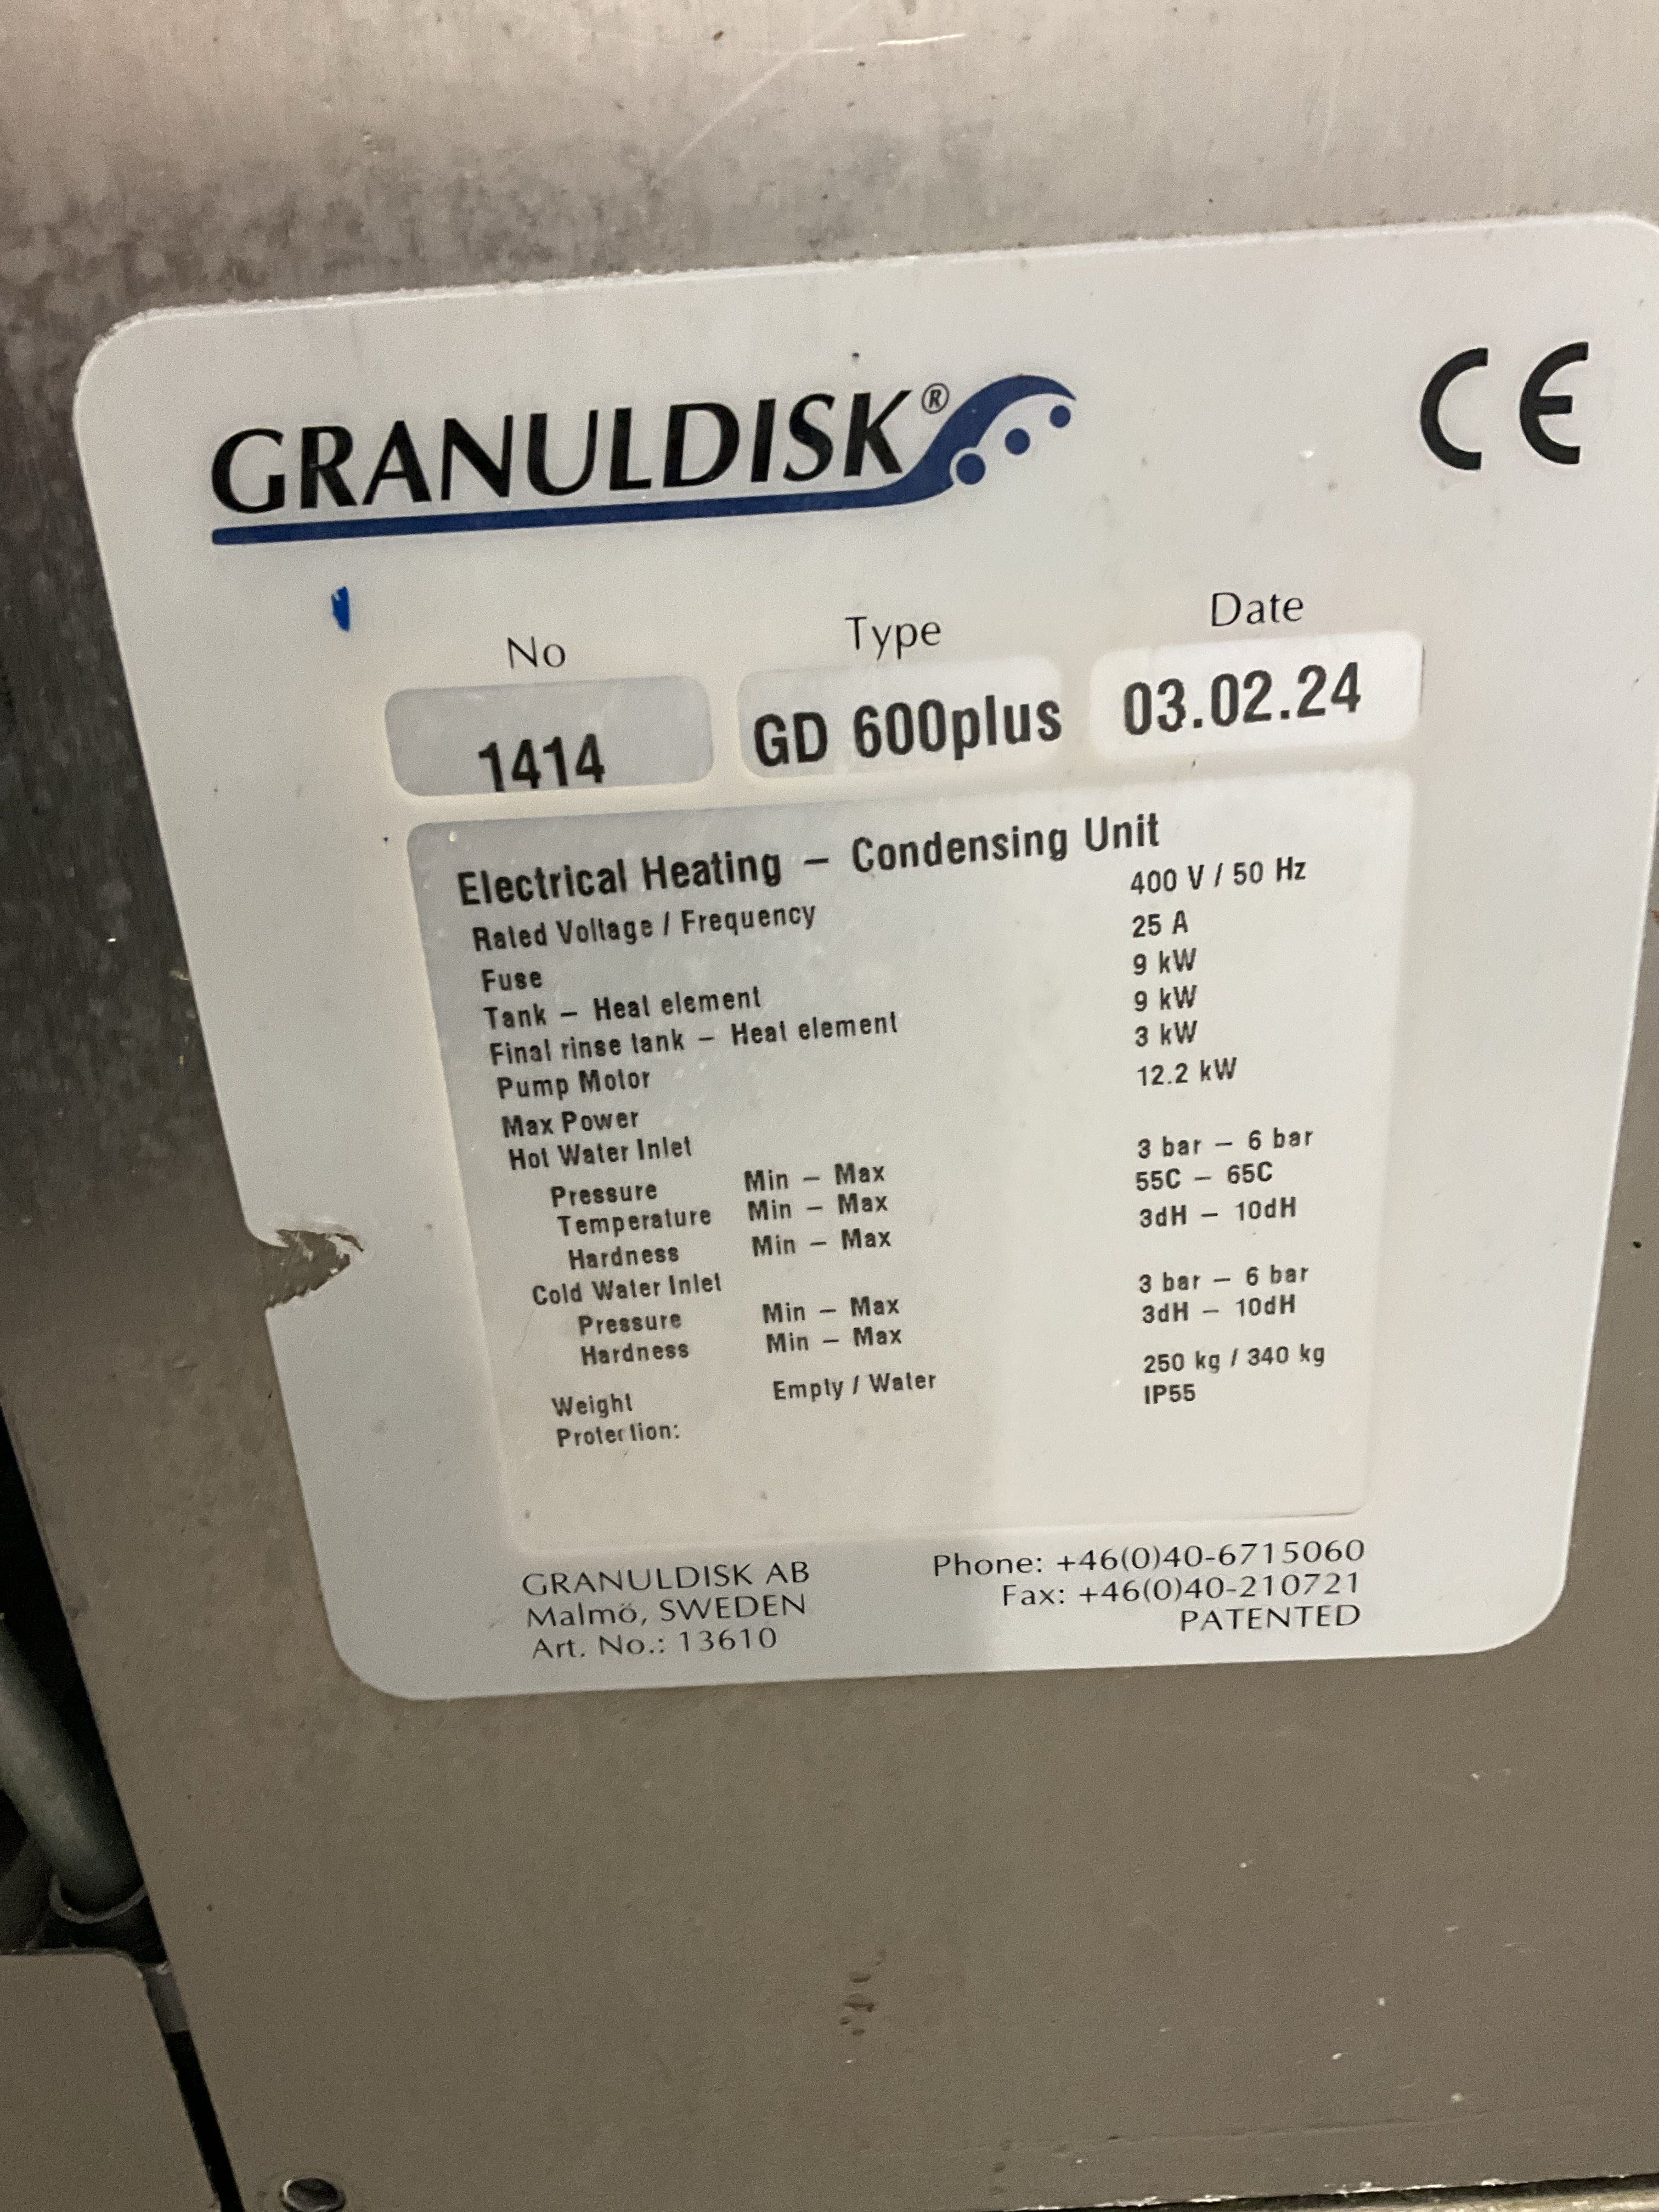 GRANULDISK®
CE
No Type Date
1414 GD 600plus 03.02.24
Electrical Heating – Condensing Unit
Rated Voltage / Frequency 400 V / 50 Hz
Fuse 25 A
Tank – Heat element 9 kW
Final rinse tank – Heat element 9 kW
Pump Motor 3 kW
Max Power 12.2 kW
Hot Water Inlet
Pressure Min – Max 3 bar – 6 bar
Temperature Min – Max 55C – 65C
Hardness Min – Max 3dH – 10dH
Cold Water Inlet
Pressure Min – Max 3 bar – 6 bar
Hardness Min – Max 3dH – 10dH
Weight Empty / Water 250 kg / 340 kg
Protection: IP55
GRANULDISK AB Phone: +46(0)40-6715060
Malmö, SWEDEN Fax: +46(0)40-210721
Art. No.: 13610 PATENTED